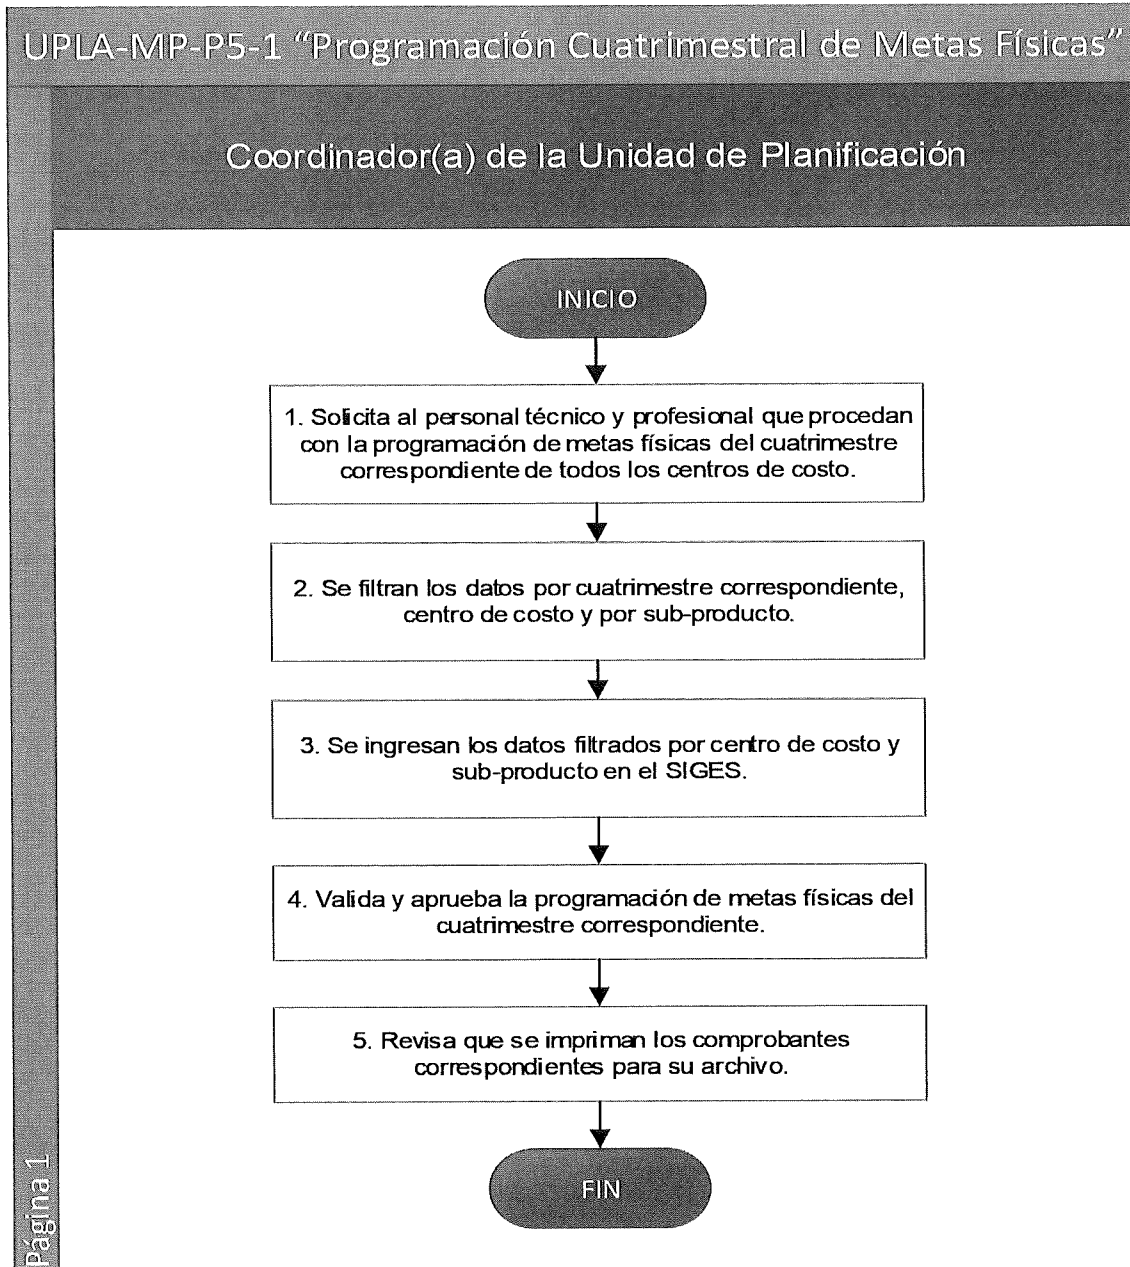 UPLA-MP-P5-1 “Programación Cuatrimestral de Metas Físicas”
Coordinador(a) de la Unidad de Planificación
INICIO
1. Solicita al personal técnico y profesional que procedan
con la programación de metas físicas del cuatrimestre
correspondiente de todos los centros de costo.
2. Se filtran los datos por cuatrimestre correspondiente,
centro de costo y por sub-producto.
3. Se ingresan los datos filtrados por centro de costo y
sub-producto en el SIGES.
4. Valida y aprueba la programación de metas físicas del
cuatrimestre correspondiente.
5. Revisa que se impriman los comprobantes
correspondientes para su archivo.
FIN
Página 1